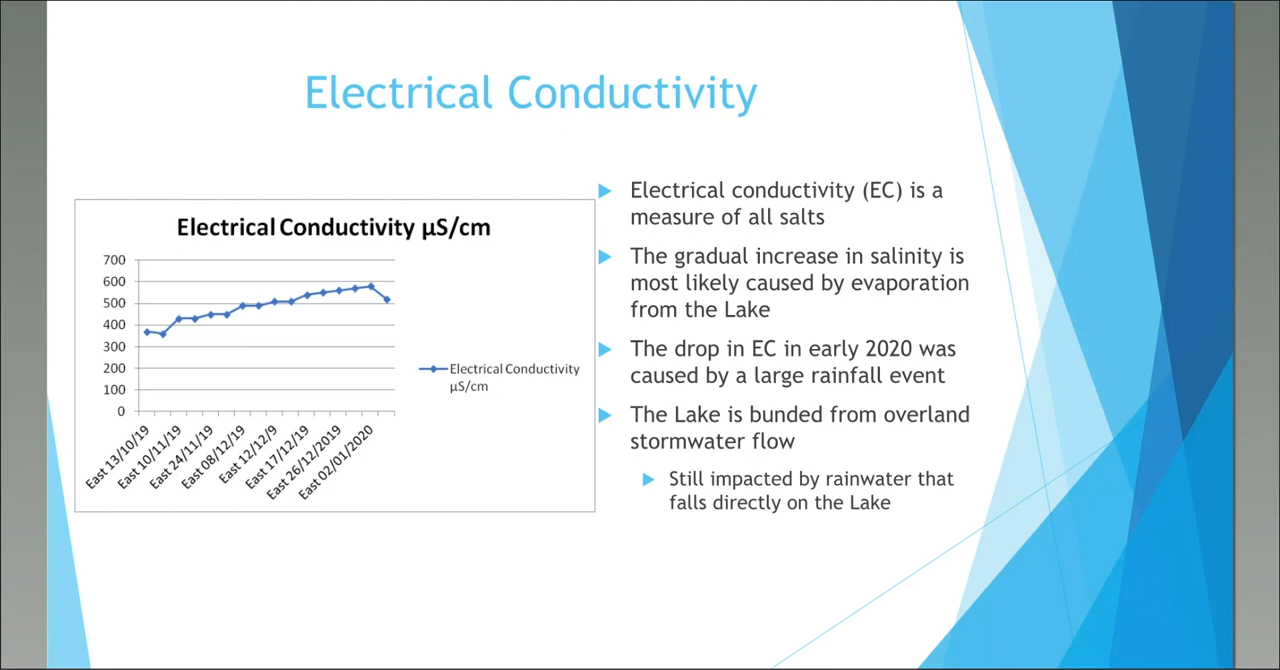 Electrical Conductivity
Electrical Conductivity µS/cm
700
600
500
400
300
200
100
0
East 13/10/19
East 10/11/19
East 24/11/19
East 08/12/19
East 12/12/9
East 17/12/19
East 26/12/2019
East 02/01/2020
Electrical Conductivity
µS/cm
Electrical conductivity (EC) is a
measure of all salts
The gradual increase in salinity is
most likely caused by evaporation
from the Lake
The drop in EC in early 2020 was
caused by a large rainfall event
The Lake is bunded from overland
stormwater flow
Still impacted by rainwater that
falls directly on the Lake